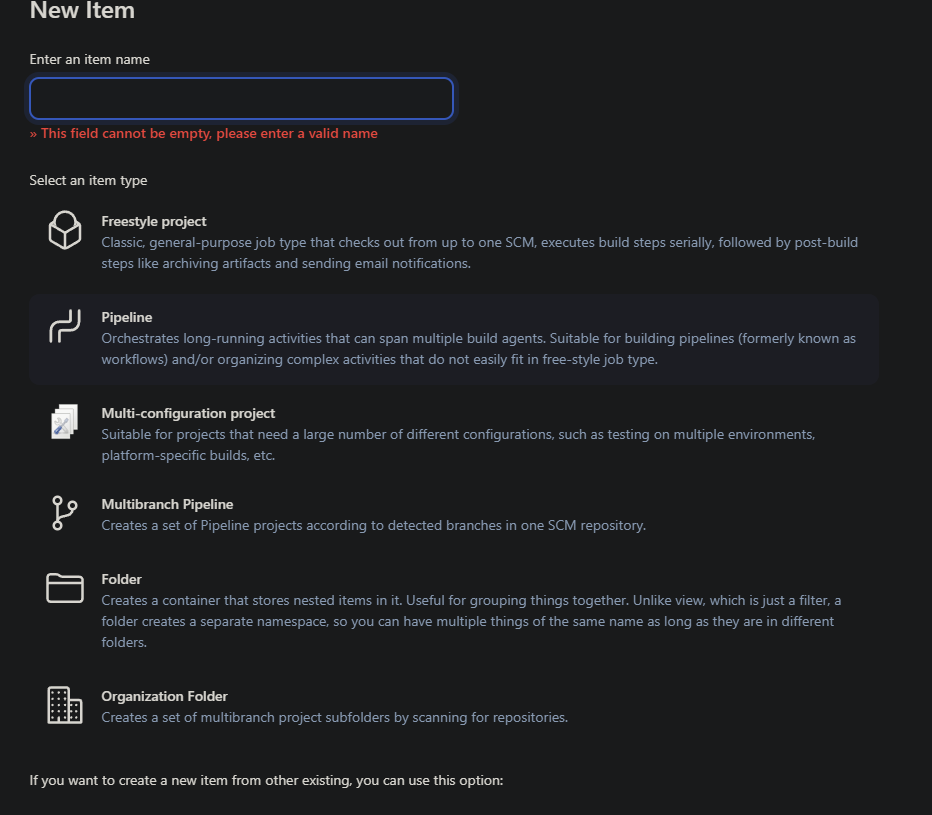 New Item
Enter an item name
» This field cannot be empty, please enter a valid name
Select an item type
Freestyle project
Classic, general-purpose job type that checks out from up to one SCM, executes build steps serially, followed by post-build
steps like archiving artifacts and sending email notifications.
Pipeline
Orchestrates long-running activities that can span multiple build agents. Suitable for building pipelines (formerly known as
workflows) and/or organizing complex activities that do not easily fit in free-style job type.
Multi-configuration project
Suitable for projects that need a large number of different configurations, such as testing on multiple environments,
platform-specific builds, etc.
Multibranch Pipeline
Creates a set of Pipeline projects according to detected branches in one SCM repository.
Folder
Creates a container that stores nested items in it. Useful for grouping things together. Unlike view, which is just a filter, a
folder creates a separate namespace, so you can have multiple things of the same name as long as they are in different
folders.
Organization Folder
Creates a set of multibranch project subfolders by scanning for repositories.
If you want to create a new item from other existing, you can use this option: